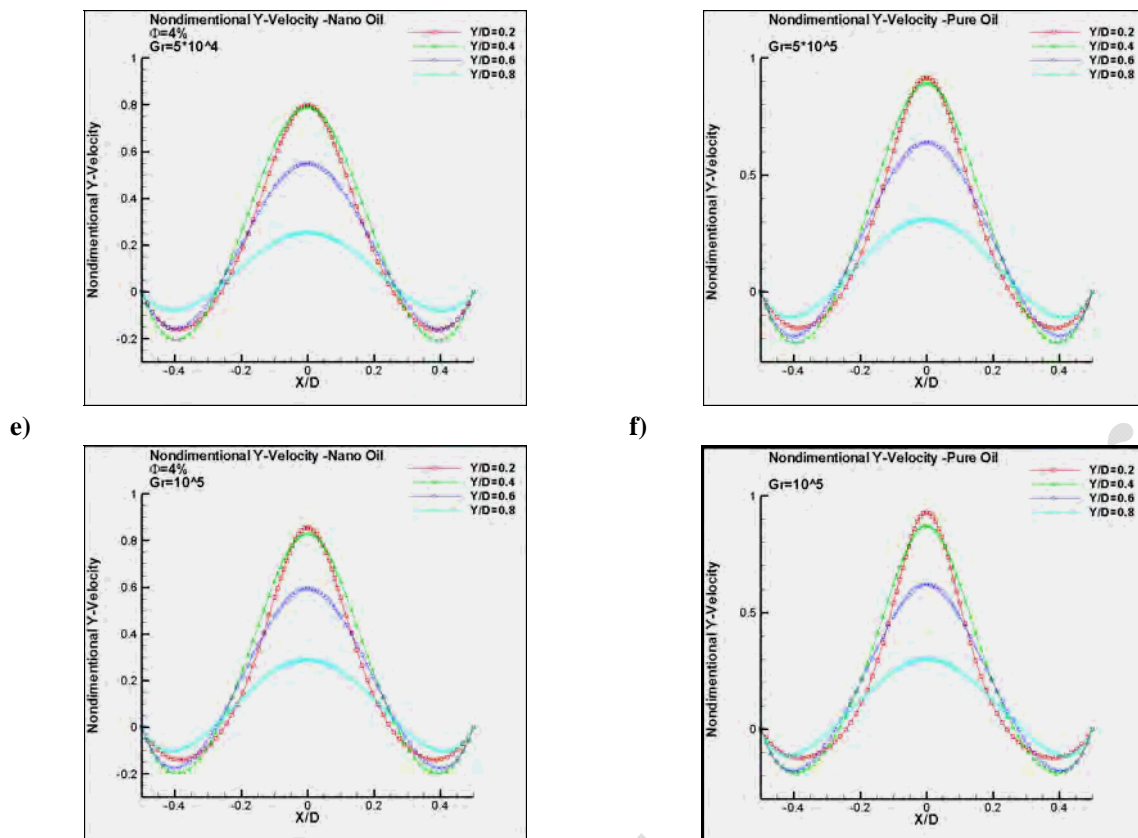 Nondimentional Y-Velocity -Nano Oil
Φ=4%
Gr=5*10^4
Y/D=0.2
Y/D=0.4
Y/D=0.6
Y/D=0.8
1
0.8
0.6
0.4
0.2
0
-0.2
Nondimentional Y-Velocity
-0.4 -0.2 0 0.2 0.4
X/D
Nondimentional Y-Velocity -Pure Oil
Gr=5*10^5
Y/D=0.2
Y/D=0.4
Y/D=0.6
Y/D=0.8
1
0.5
0
Nondimentional Y-Velocity
-0.4 -0.2 0 0.2 0.4
X/D
e)
f)
Nondimentional Y-Velocity -Nano Oil
Φ=4%
Gr=10^5
Y/D=0.2
Y/D=0.4
Y/D=0.6
Y/D=0.8
1
0.8
0.6
0.4
0.2
0
-0.2
Nondimentional Y-Velocity
-0.4 -0.2 0 0.2 0.4
X/D
Nondimentional Y-Velocity -Pure Oil
Gr=10^5
Y/D=0.2
Y/D=0.4
Y/D=0.6
Y/D=0.8
1
0.5
0
Nondimentional Y-Velocity
-0.4 -0.2 0 0.2 0.4
X/D